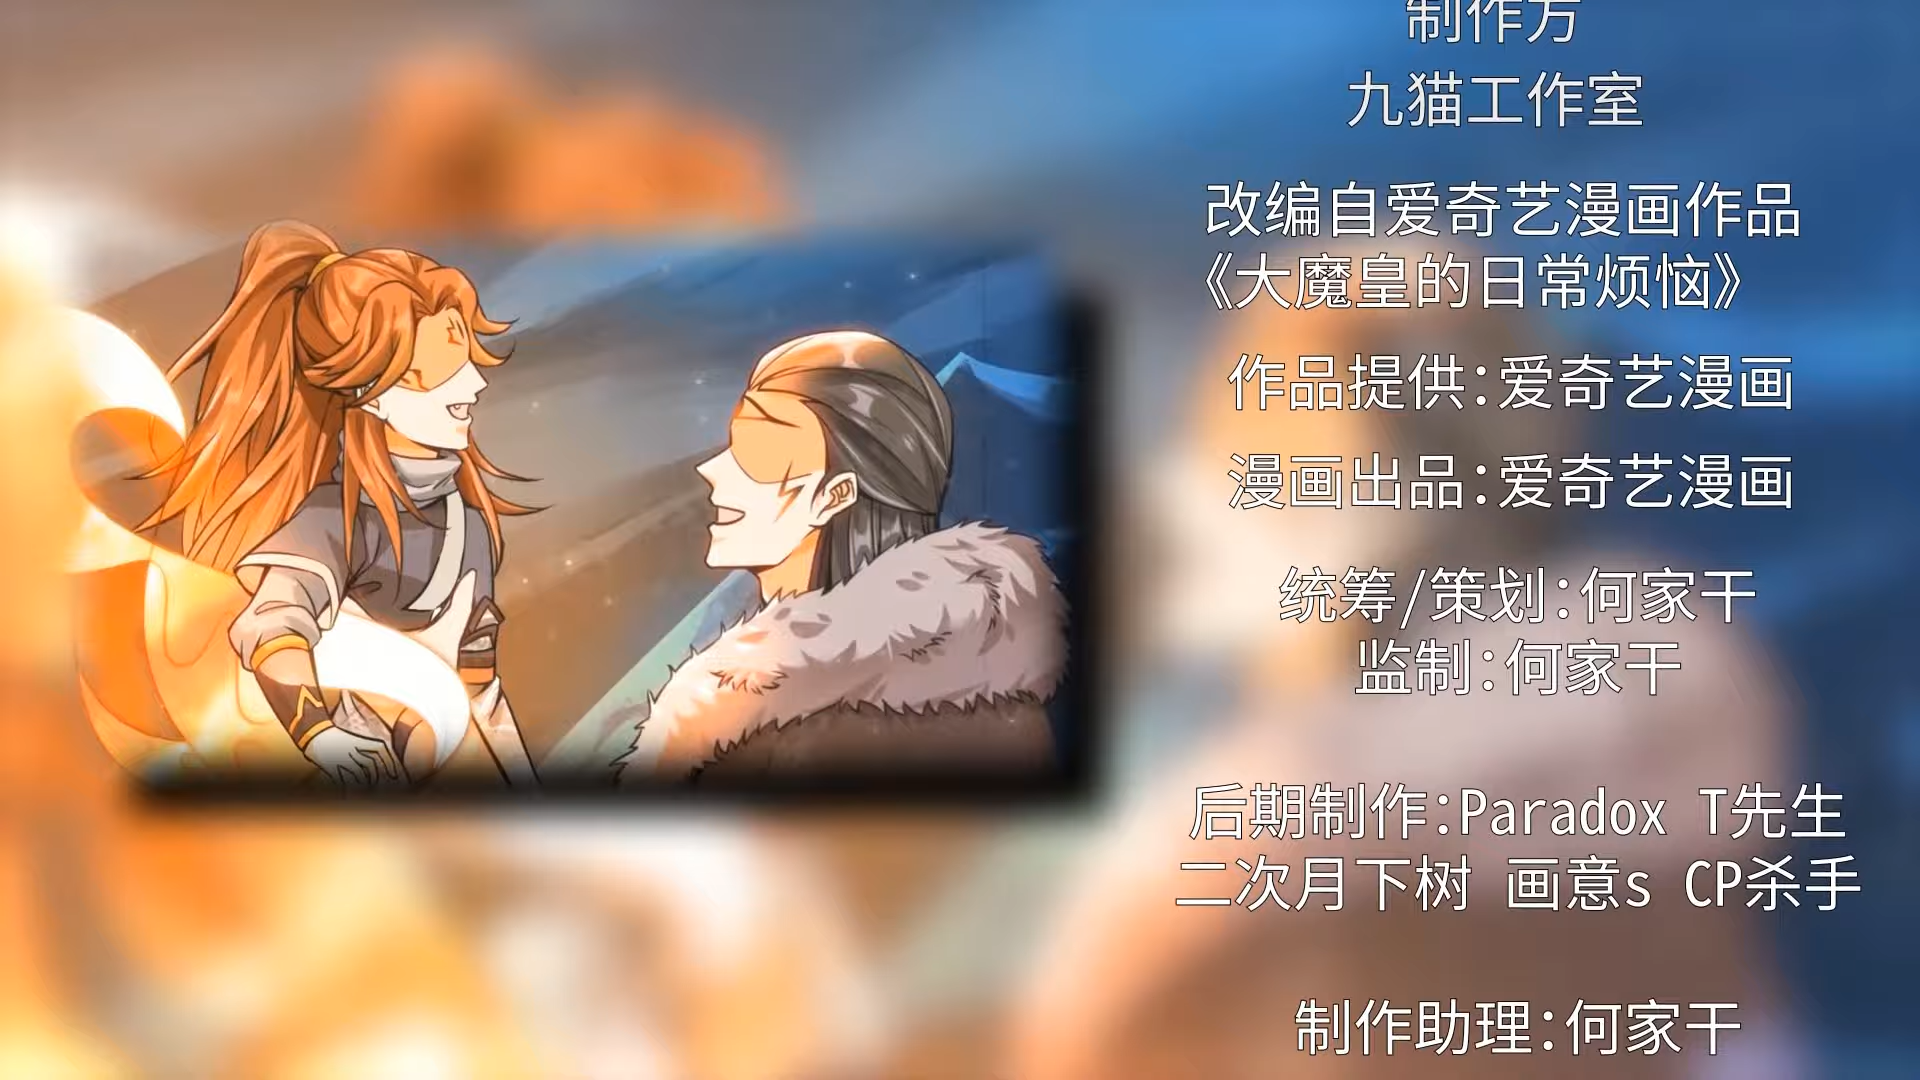 制作方
九猫工作室
改编自爱奇艺漫画作品
《大魔皇的日常烦恼》
作品提供:爱奇艺漫画
漫画出品:爱奇艺漫画
统筹/策划:何家干
监制:何家干
后期制作:Paradox T先生
二次月下树 画意s CP杀手
制作助理:何家干